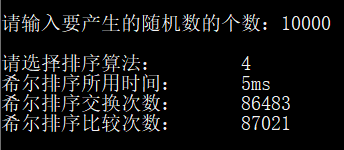 请输入要产生的随机数的个数：10000
请选择排序算法： 4
希尔排序所用时间： 5ms
希尔排序交换次数： 86483
希尔排序比较次数： 87021